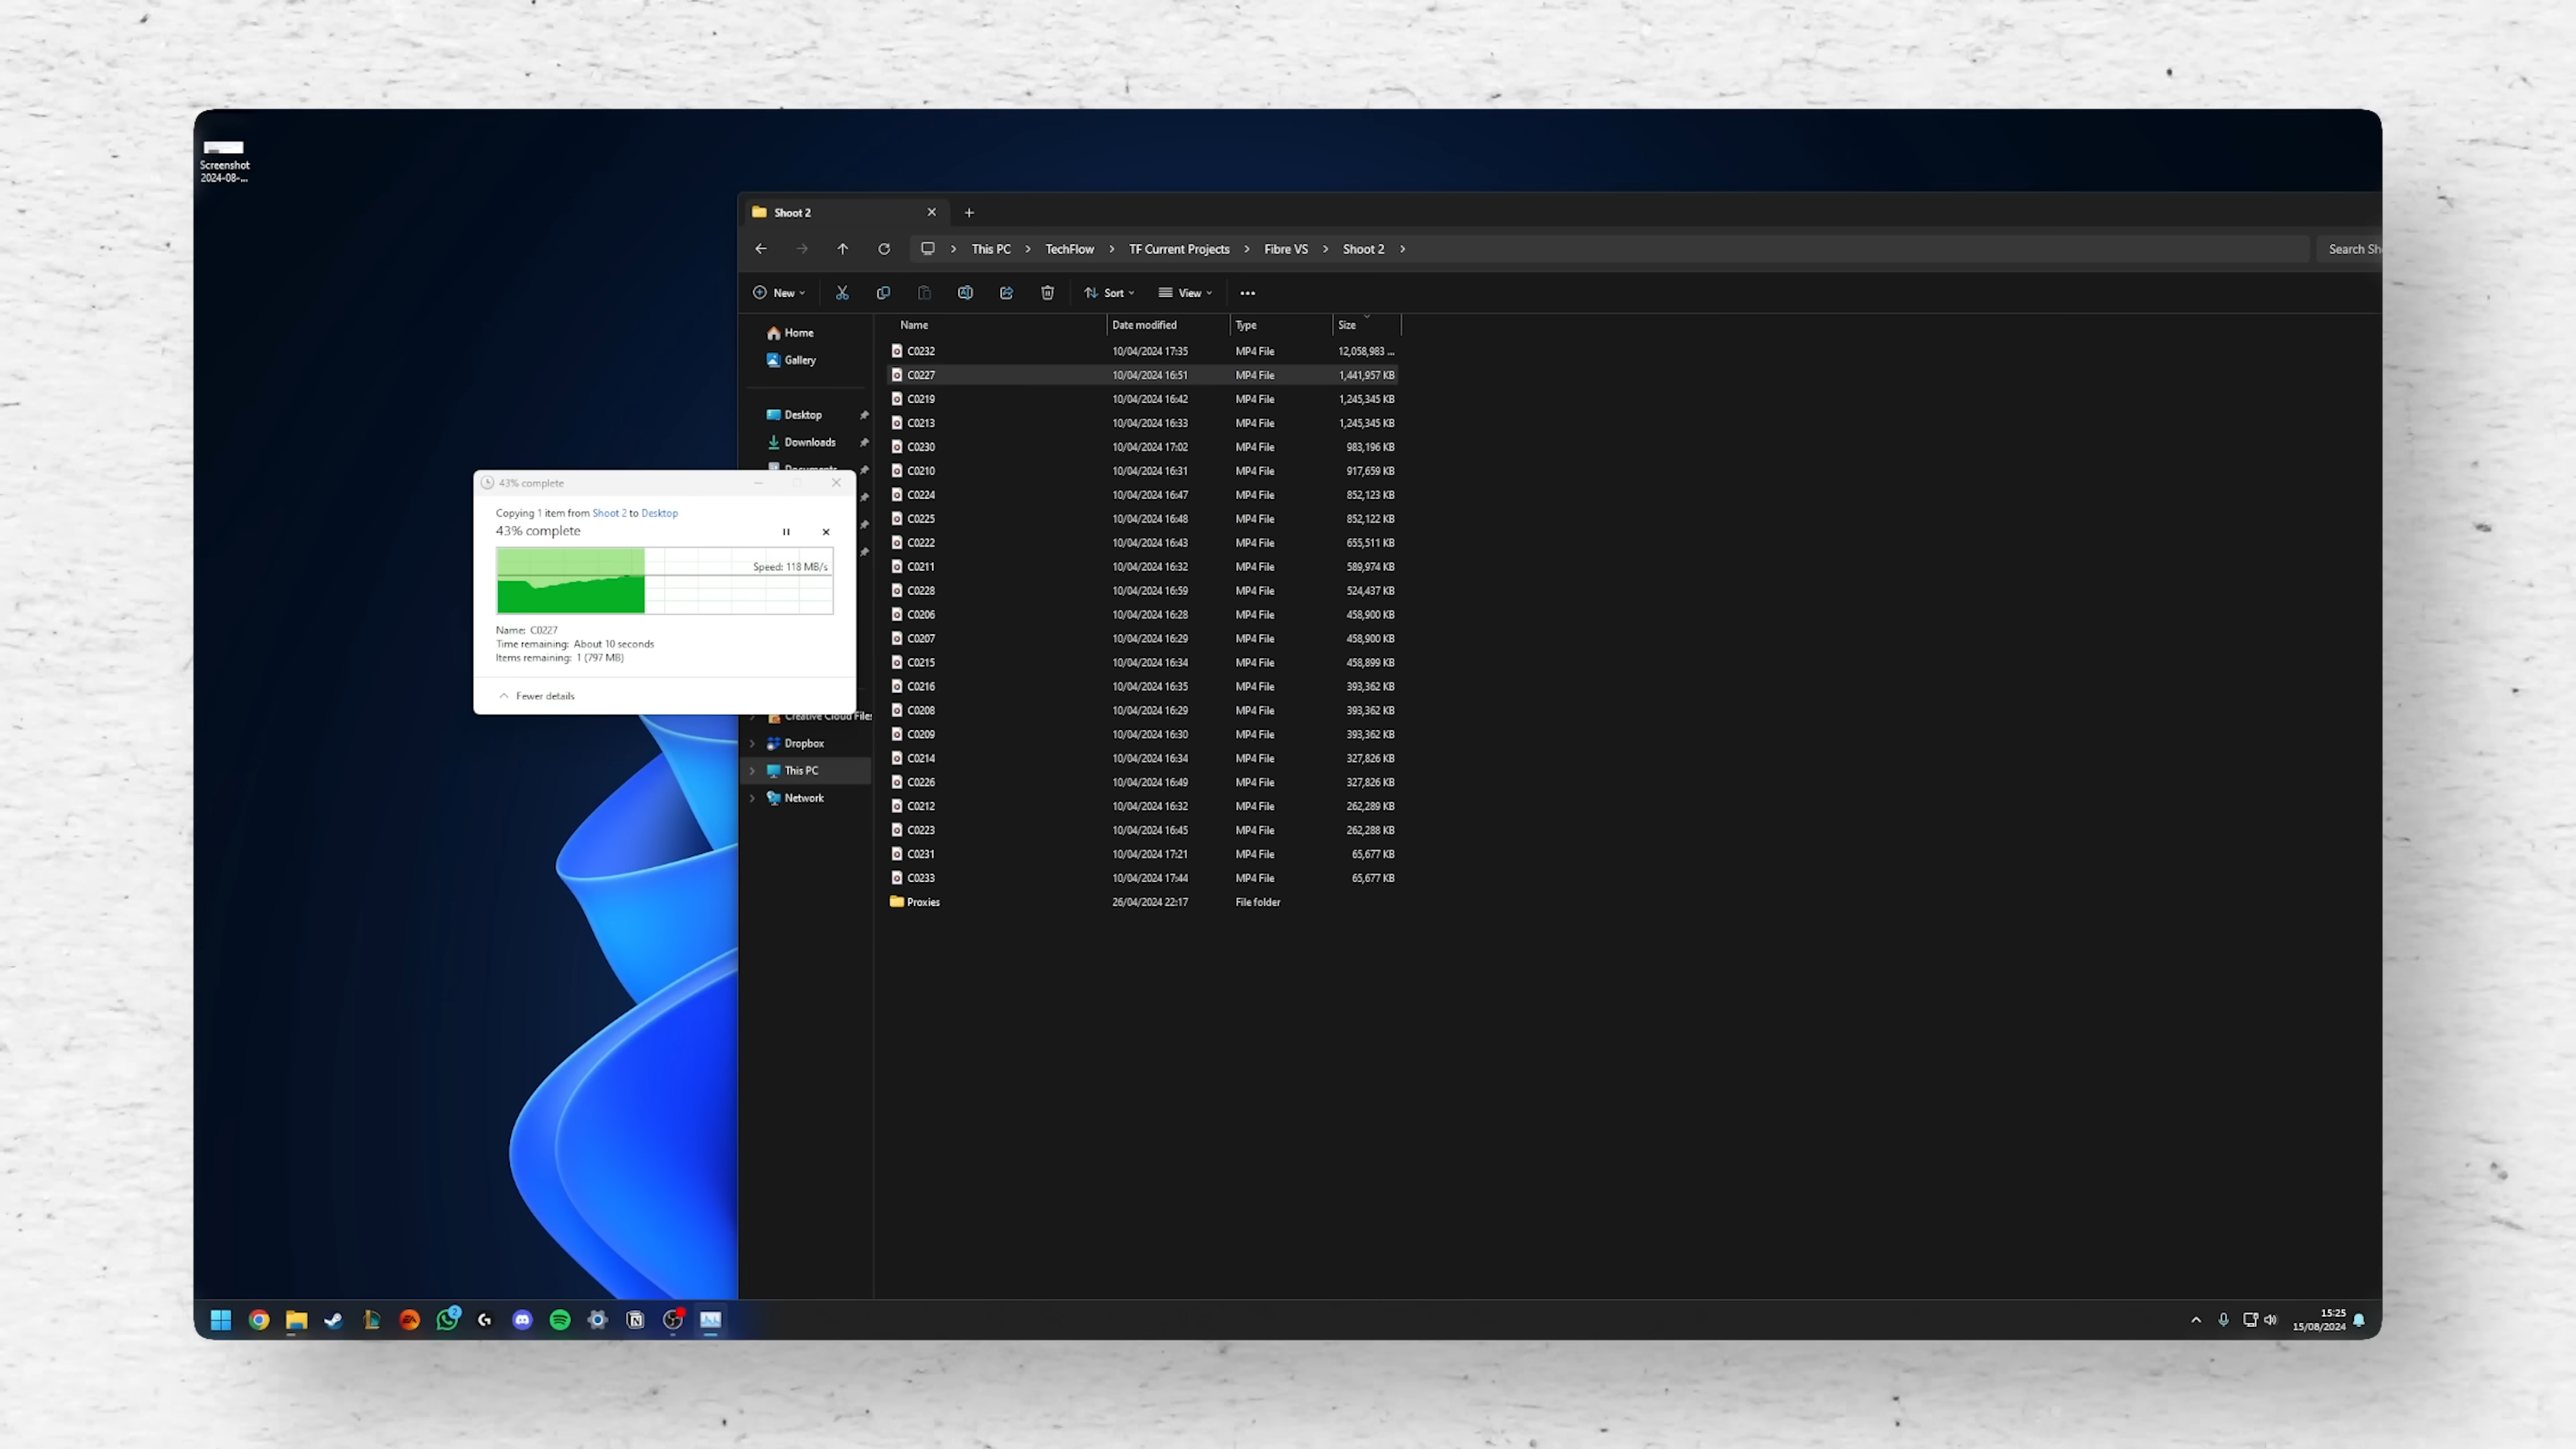 Screenshot
2024-08-...
Shoot 2
This PC > TechFlow > TF Current Projects > Fibre VS > Shoot 2 >
Search Sh
New
Sort
View
Name Date modified Type Size
Home
Gallery
Desktop
Downloads
Documents
Creative Cloud Files
Dropbox
This PC
Network
C0232 10/04/2024 17:35 MP4 File 12,058,983 ...
C0227 10/04/2024 16:51 MP4 File 1,441,957 KB
C0219 10/04/2024 16:42 MP4 File 1,245,345 KB
C0213 10/04/2024 16:33 MP4 File 1,245,345 KB
C0230 10/04/2024 17:02 MP4 File 983,196 KB
C0210 10/04/2024 16:31 MP4 File 917,659 KB
C0224 10/04/2024 16:47 MP4 File 852,123 KB
C0225 10/04/2024 16:48 MP4 File 852,122 KB
C0222 10/04/2024 16:43 MP4 File 655,511 KB
C0211 10/04/2024 16:32 MP4 File 589,974 KB
C0228 10/04/2024 16:59 MP4 File 524,437 KB
C0206 10/04/2024 16:28 MP4 File 458,900 KB
C0207 10/04/2024 16:29 MP4 File 458,900 KB
C0215 10/04/2024 16:34 MP4 File 458,899 KB
C0216 10/04/2024 16:35 MP4 File 393,362 KB
C0208 10/04/2024 16:29 MP4 File 393,362 KB
C0209 10/04/2024 16:30 MP4 File 393,362 KB
C0214 10/04/2024 16:34 MP4 File 327,826 KB
C0226 10/04/2024 16:49 MP4 File 327,826 KB
C0212 10/04/2024 16:32 MP4 File 262,289 KB
C0223 10/04/2024 16:45 MP4 File 262,288 KB
C0231 10/04/2024 17:21 MP4 File 65,677 KB
C0233 10/04/2024 17:44 MP4 File 65,677 KB
Proxies 26/04/2024 22:17 File folder
43% complete
Copying 1 item from Shoot 2 to Desktop
43% complete
Speed: 118 MB/s
Name: C0227
Time remaining: About 10 seconds
Items remaining: 1 (797 MB)
Fewer details
2
15:25
15/08/2024